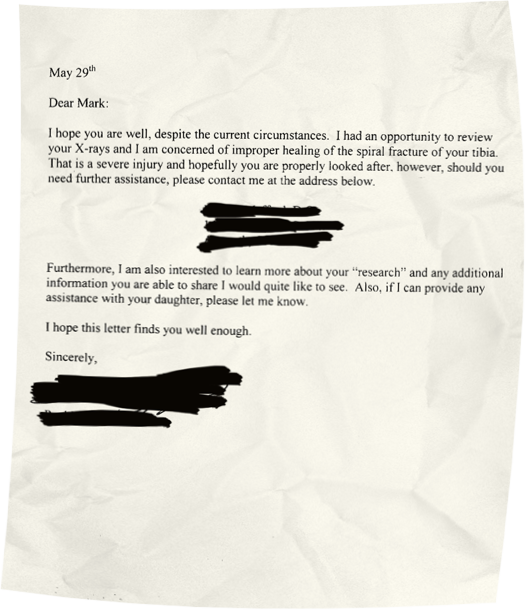 May 29th
Dear Mark:
I hope you are well, despite the current circumstances. I had an opportunity to review
your X-rays and I am concerned of improper healing of the spiral fracture of your tibia.
That is a severe injury and hopefully you are properly looked after. however, should you
need further assistance, please contact me at the address below.
Furthermore, I am also interested to learn more about your “research” and any additional
information you are able to share I would quite like to see. Also, if I can provide any
assistance with your daughter, please let me know.
I hope this letter finds you well enough.
Sincerely,